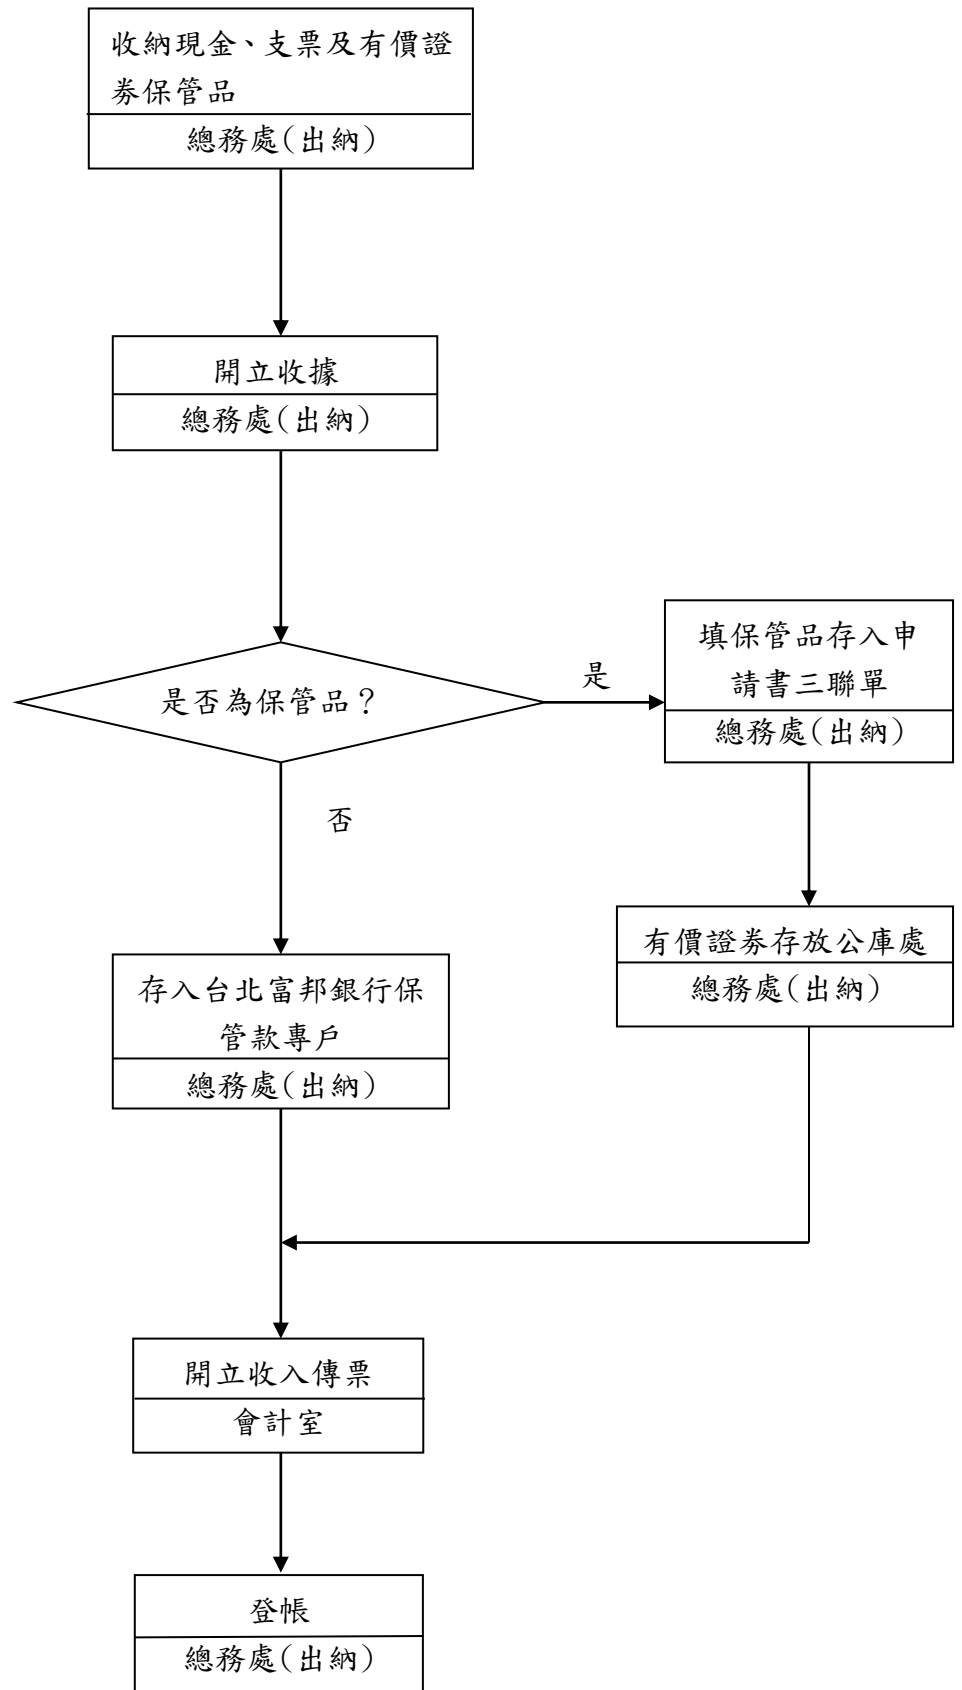 收納現金、支票及有價證
券保管品
總務處(出納)
開立收據
總務處(出納)
是否為保管品？
是
填保管品存入申
請書三聯單
總務處(出納)
否
有價證券存放公庫處
總務處(出納)
存入台北富邦銀行保
管款專戶
總務處(出納)
開立收入傳票
會計室
登帳
總務處(出納)